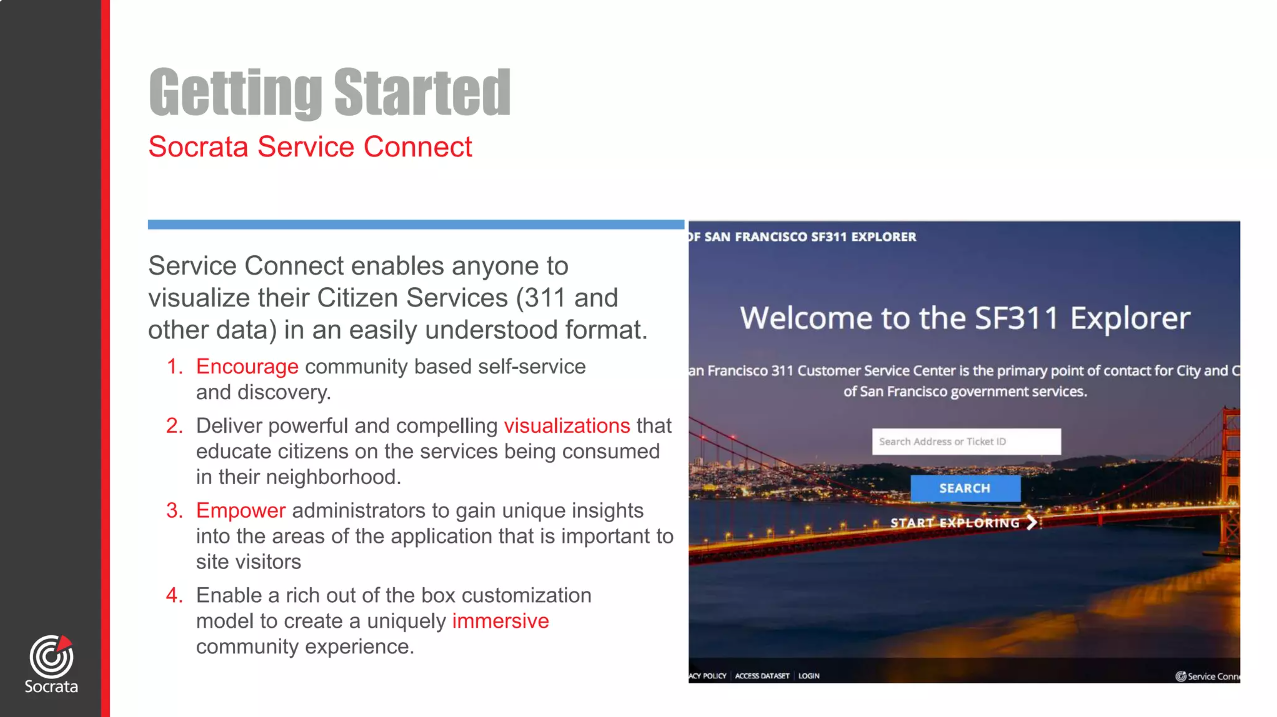 Getting Started
Socrata Service Connect
Service Connect enables anyone to
visualize their Citizen Services (311 and
other data) in an easily understood format.
1. Encourage community based self-service
and discovery.
2. Deliver powerful and compelling visualizations that
educate citizens on the services being consumed
in their neighborhood.
3. Empower administrators to gain unique insights
into the areas of the application that is important to
site visitors
4. Enable a rich out of the box customization
model to create a uniquely immersive
community experience.
OF SAN FRANCISCO SF311 EXPLORER
Welcome to the SF311 Explorer
an Francisco 311 Customer Service Center is the primary point of contact for City and C
of San Francisco government services.
Search Address or Ticket ID
SEARCH
START EXPLORING
ACY POLICY | ACCESS DATASET | LOGIN
Service Conne
Socrata